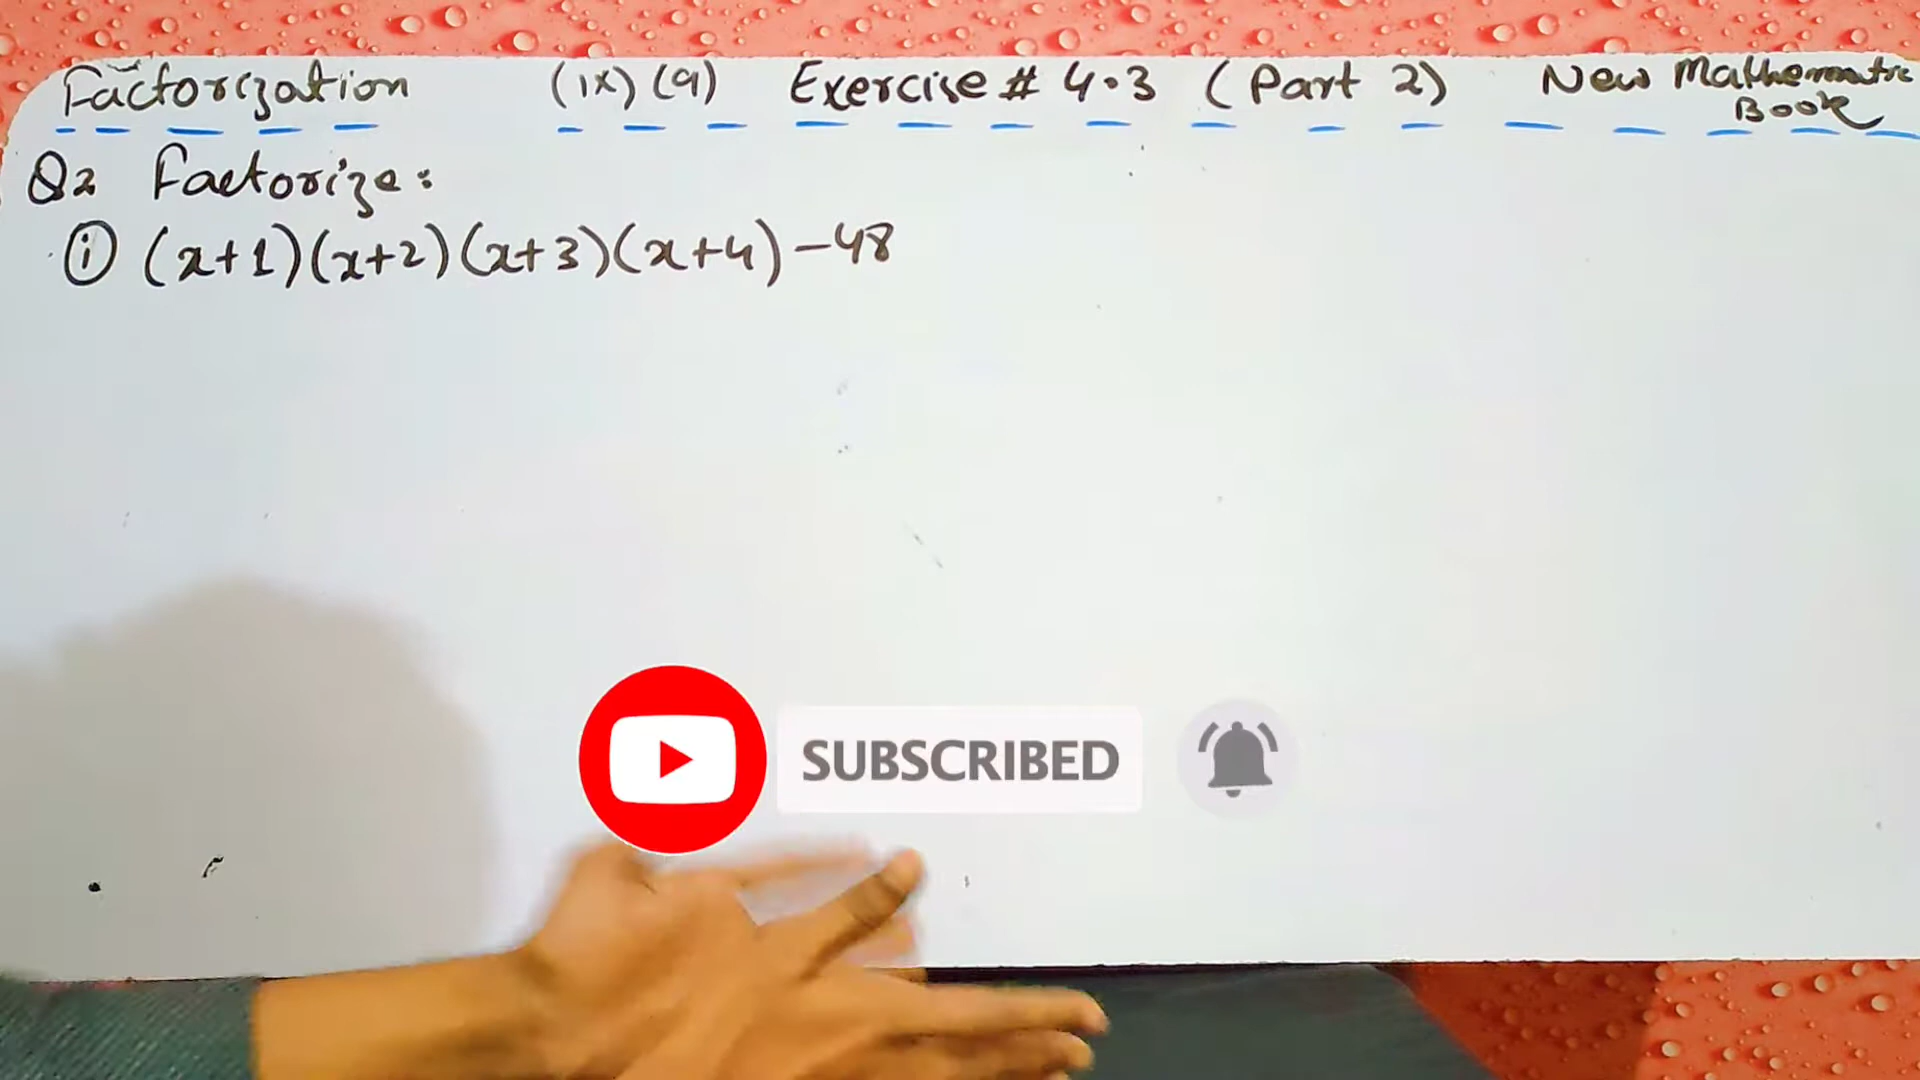 Factorization (IX) (9) Exercise # 4.3 (Part 2) New Mathematic Book
Q2 Factorize:
(i) (x+1)(x+2)(x+3)(x+4)-48
SUBSCRIBED